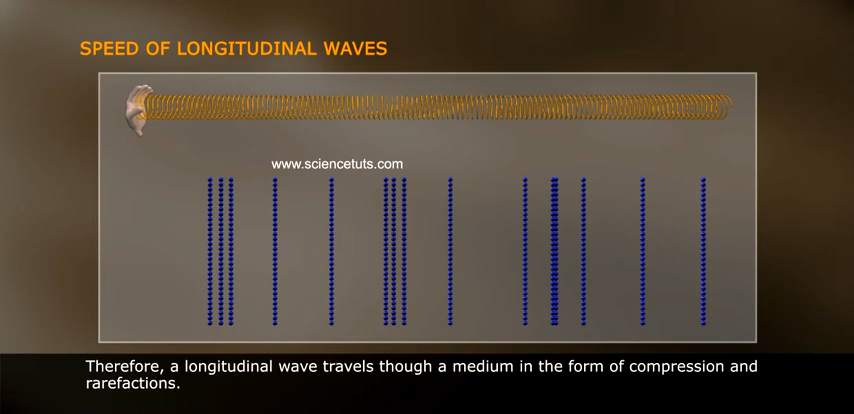 SPEED OF LONGITUDINAL WAVES
www.sciencetuts.com
Therefore, a longitudinal wave travels though a medium in the form of compression and
rarefactions.